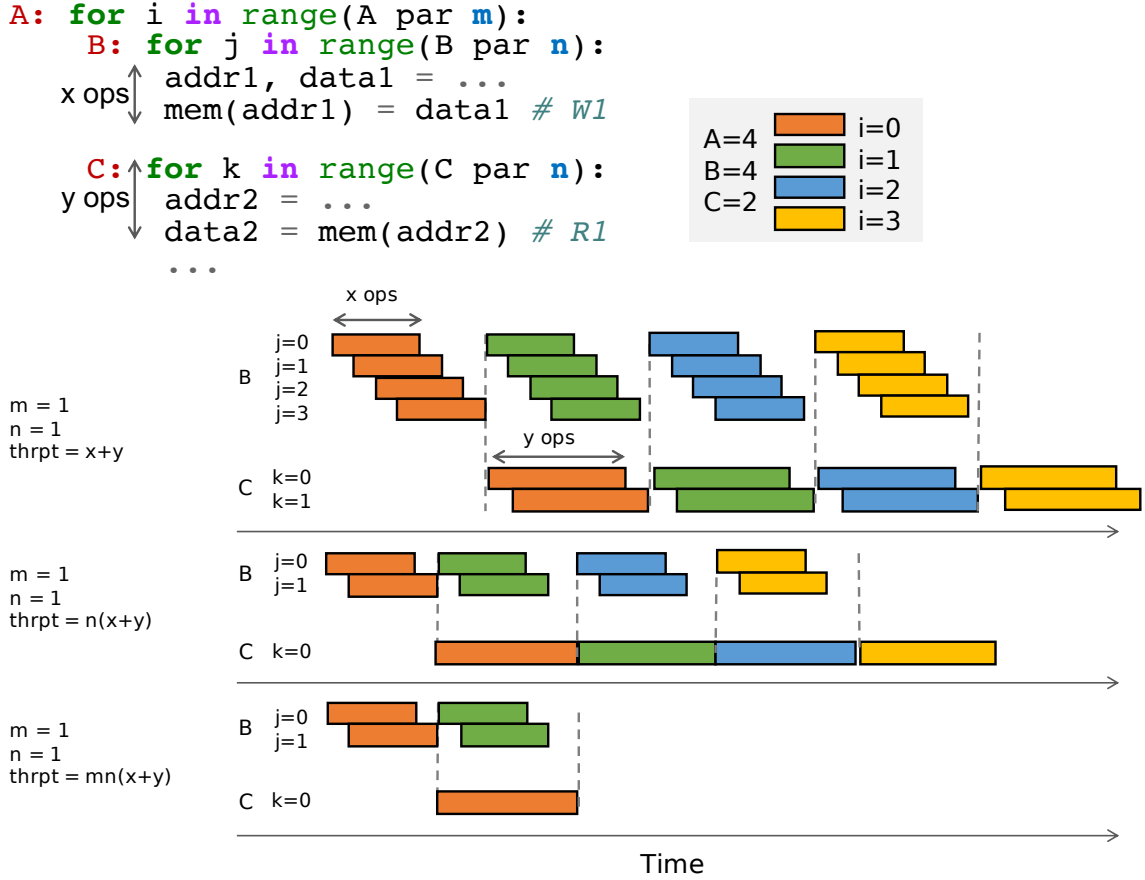 A: for i in range(A par m):
B: for j in range(B par n):
x ops
addr1, data1 = ...
mem(addr1) = data1 # W1
C: for k in range(C par n):
y ops
addr2 = ...
data2 = mem(addr2) # R1
...
A=4
B=4
C=2
i=0
i=1
i=2
i=3
x ops
m = 1
n = 1
thrpt = x+y
B
j=0
j=1
j=2
j=3
y ops
C
k=0
k=1
m = 1
n = 1
thrpt = n(x+y)
B
j=0
j=1
C k=0
m = 1
n = 1
thrpt = mn(x+y)
B
j=0
j=1
C k=0
Time